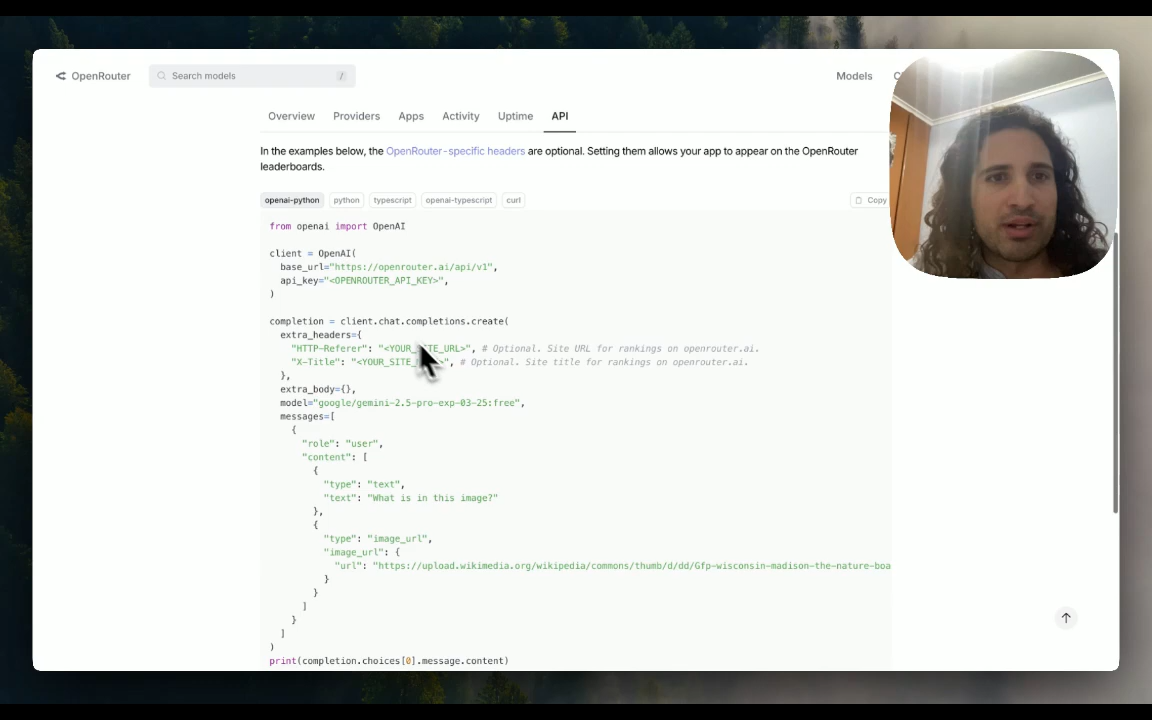 OpenRouter
Search models
/
Models
Overview
Providers
Apps
Activity
Uptime
API
In the examples below, the OpenRouter-specific headers are optional. Setting them allows your app to appear on the OpenRouter
leaderboards.
openai-python
python
typescript
openai-typescript
curl
Copy
from openai import OpenAI
client = OpenAI(
base_url="https://openrouter.ai/api/v1",
api_key="<OPENROUTER_API_KEY>",
)
completion = client.chat.completions.create(
extra_headers={
"HTTP-Referer": "<YOUR_SITE_URL>", # Optional. Site URL for rankings on openrouter.ai.
"X-Title": "<YOUR_SITE_ >", # Optional. Site title for rankings on openrouter.ai.
},
extra_body={},
model="google/gemini-2.5-pro-exp-03-25:free",
messages=[
{
"role": "user",
"content": [
{
"type": "text",
"text": "What is in this image?"
},
{
"type": "image_url",
"image_url": {
"url": "https://upload.wikimedia.org/wikipedia/commons/thumb/d/dd/Gfp-wisconsin-madison-the-nature-boa
}
}
]
}
]
)
print(completion.choices[0].message.content)